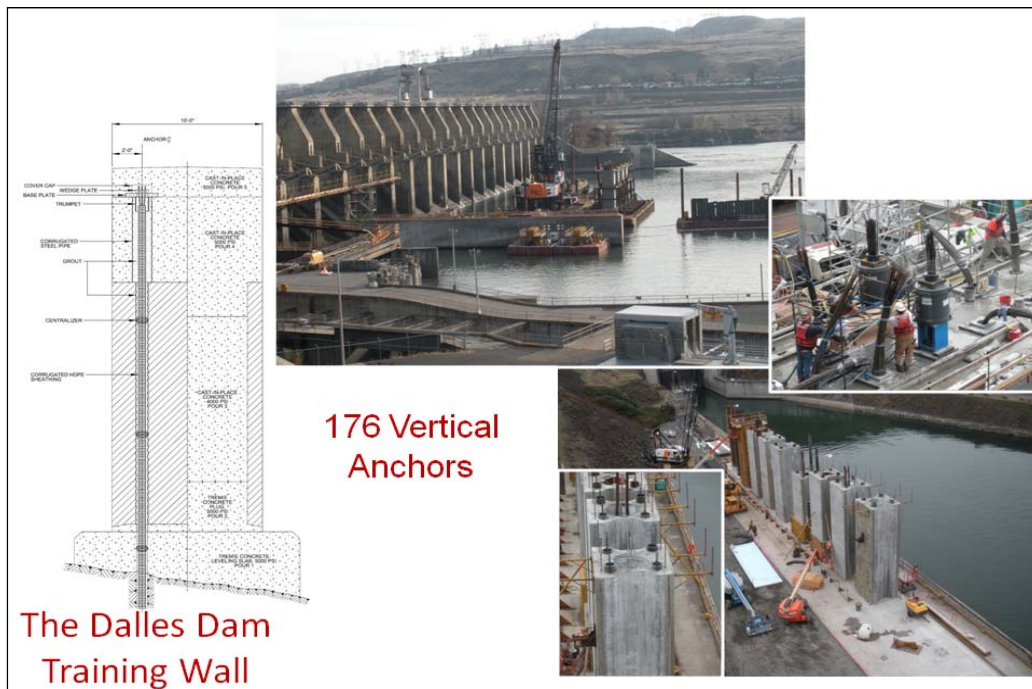 10'-0"
ANCHOR ℄
2'-0"
COVER CAP
WEDGE PLATE
BASE PLATE
TRUMPET
CORRUGATED
STEEL PIPE
GROUT
CENTRALIZER
CORRUGATED HDPE
SHEATHING
CAST-IN-PLACE
CONCRETE
5000 PSI, POUR 5
CAST-IN-PLACE
CONCRETE
5000 PSI
POUR 4
CAST-IN-PLACE
CONCRETE
4000 PSI
POUR 3
TREMIE
CONCRETE
PLUG
5000 PSI
POUR 2
TREMIE CONCRETE
LEVELING SLAB, 5000 PSI
POUR 1
176 Vertical
Anchors
The Dalles Dam
Training Wall